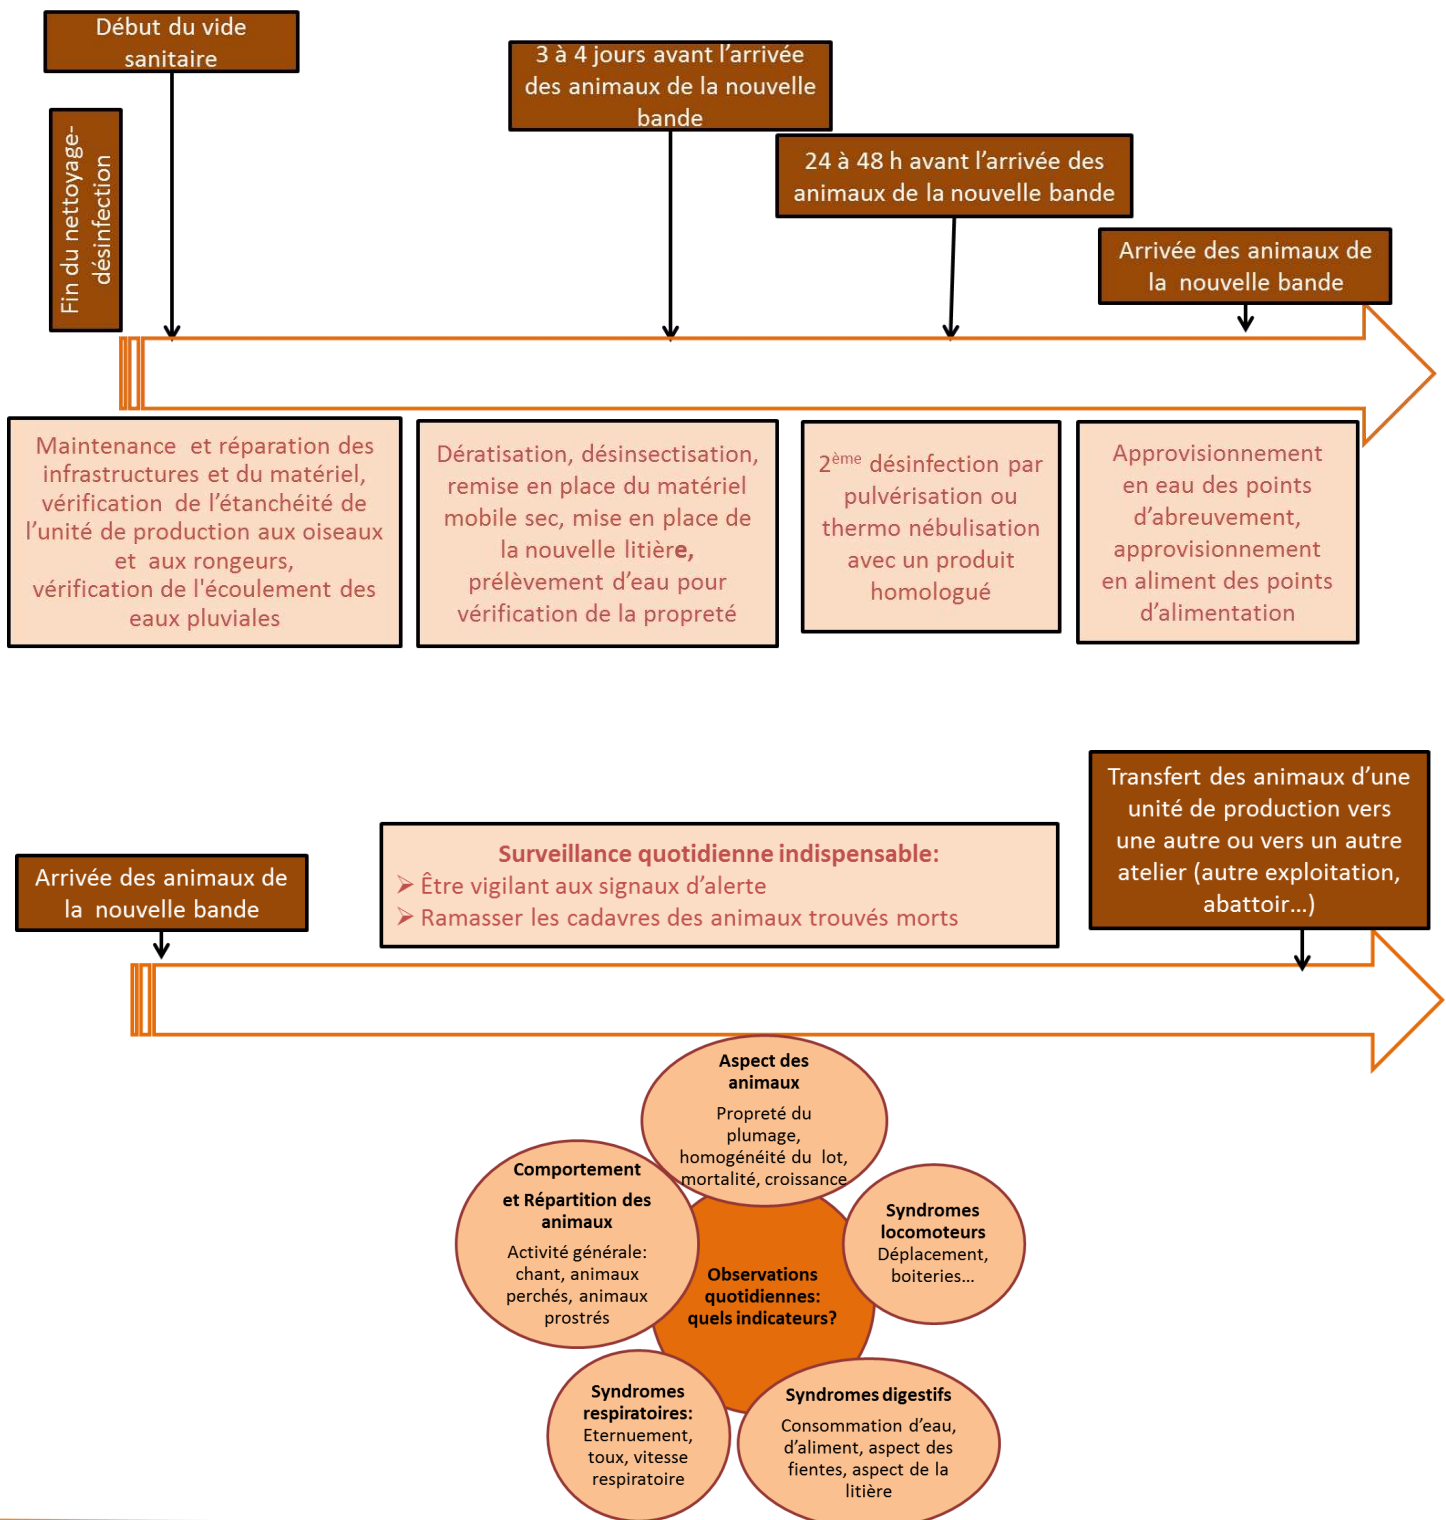 Début du vide
sanitaire
Fin du nettoyage-
désinfection
3 à 4 jours avant l’arrivée
des animaux de la nouvelle
bande
24 à 48 h avant l’arrivée des
animaux de la nouvelle bande
Arrivée des animaux de
la nouvelle bande
Maintenance et réparation des
infrastructures et du matériel,
vérification de l’étanchéité de
l’unité de production aux oiseaux
et aux rongeurs,
vérification de l'écoulement des
eaux pluviales
Dératisation, désinsectisation,
remise en place du matériel
mobile sec, mise en place de
la nouvelle litière,
prélèvement d’eau pour
vérification de la propreté
2ème désinfection par
pulvérisation ou
thermo nébulisation
avec un produit
homologué
Approvisionnement
en eau des points
d’abreuvement,
approvisionnement
en aliment des points
d’alimentation
Arrivée des animaux de
la nouvelle bande
Surveillance quotidienne indispensable:
➢ Être vigilant aux signaux d’alerte
➢ Ramasser les cadavres des animaux trouvés morts
Transfert des animaux d’une
unité de production vers
une autre ou vers un autre
atelier (autre exploitation,
abattoir…)
Aspect des
animaux
Propreté du
plumage,
homogénéité du lot,
mortalité, croissance
Comportement
et Répartition des
animaux
Activité générale:
chant, animaux
perchés, animaux
prostrés
Syndromes
locomoteurs
Déplacement,
boiteries…
Observations
quotidiennes:
quels indicateurs?
Syndromes
respiratoires:
Eternuement,
toux, vitesse
respiratoire
Syndromes digestifs
Consommation d’eau,
d’aliment, aspect des
fientes, aspect de la
litière